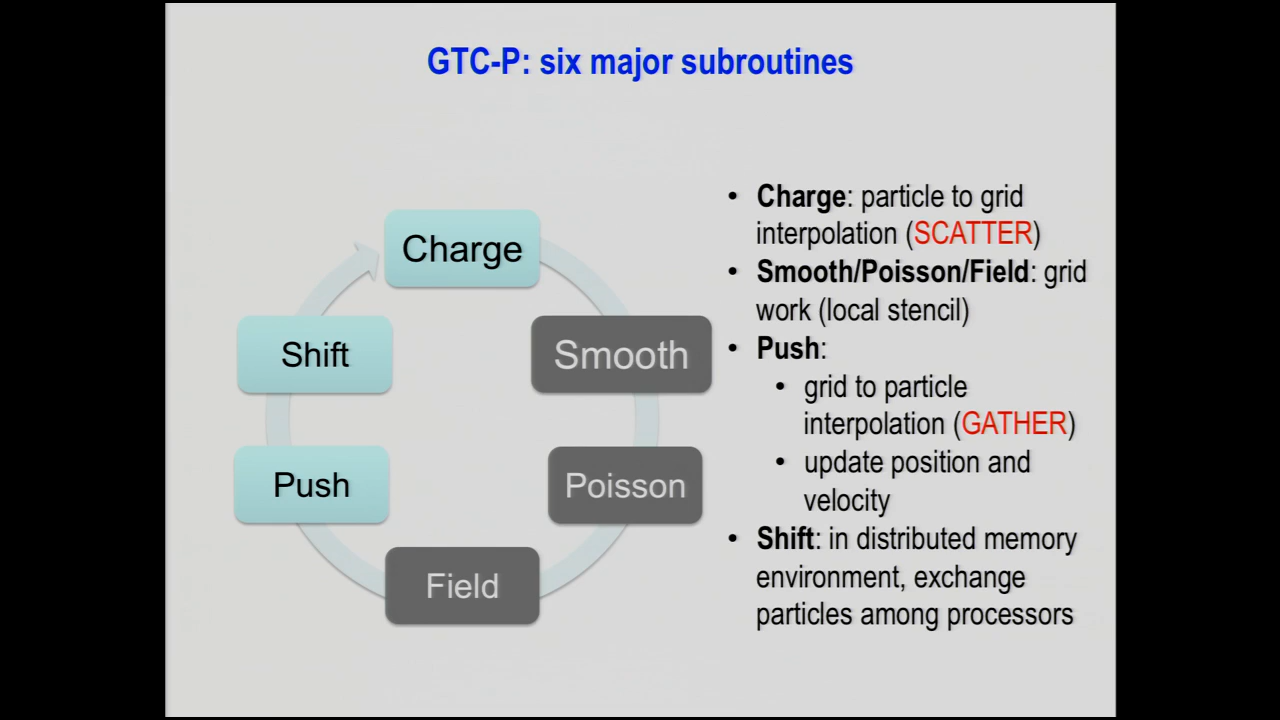 GTC-P: six major subroutines
Charge
Smooth
Poisson
Field
Push
Shift
• Charge: particle to grid
interpolation (SCATTER)
• Smooth/Poisson/Field: grid
work (local stencil)
• Push:
• grid to particle
interpolation (GATHER)
• update position and
velocity
• Shift: in distributed memory
environment, exchange
particles among processors